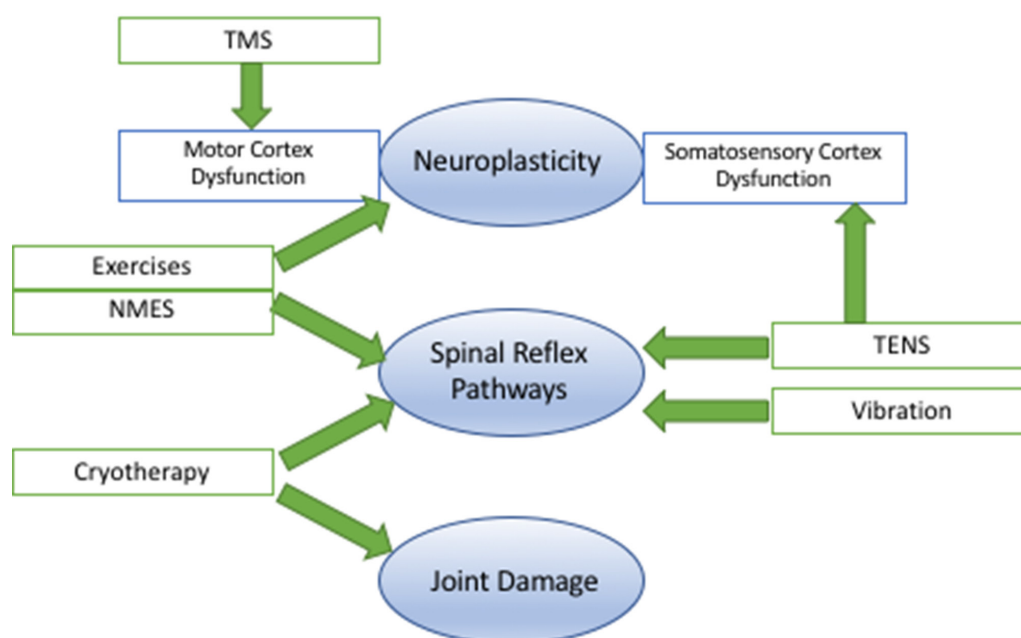 TMS
Motor Cortex
Dysfunction
Neuroplasticity
Somatosensory Cortex
Dysfunction
Exercises
NMES
Spinal Reflex
Pathways
TENS
Vibration
Cryotherapy
Joint Damage